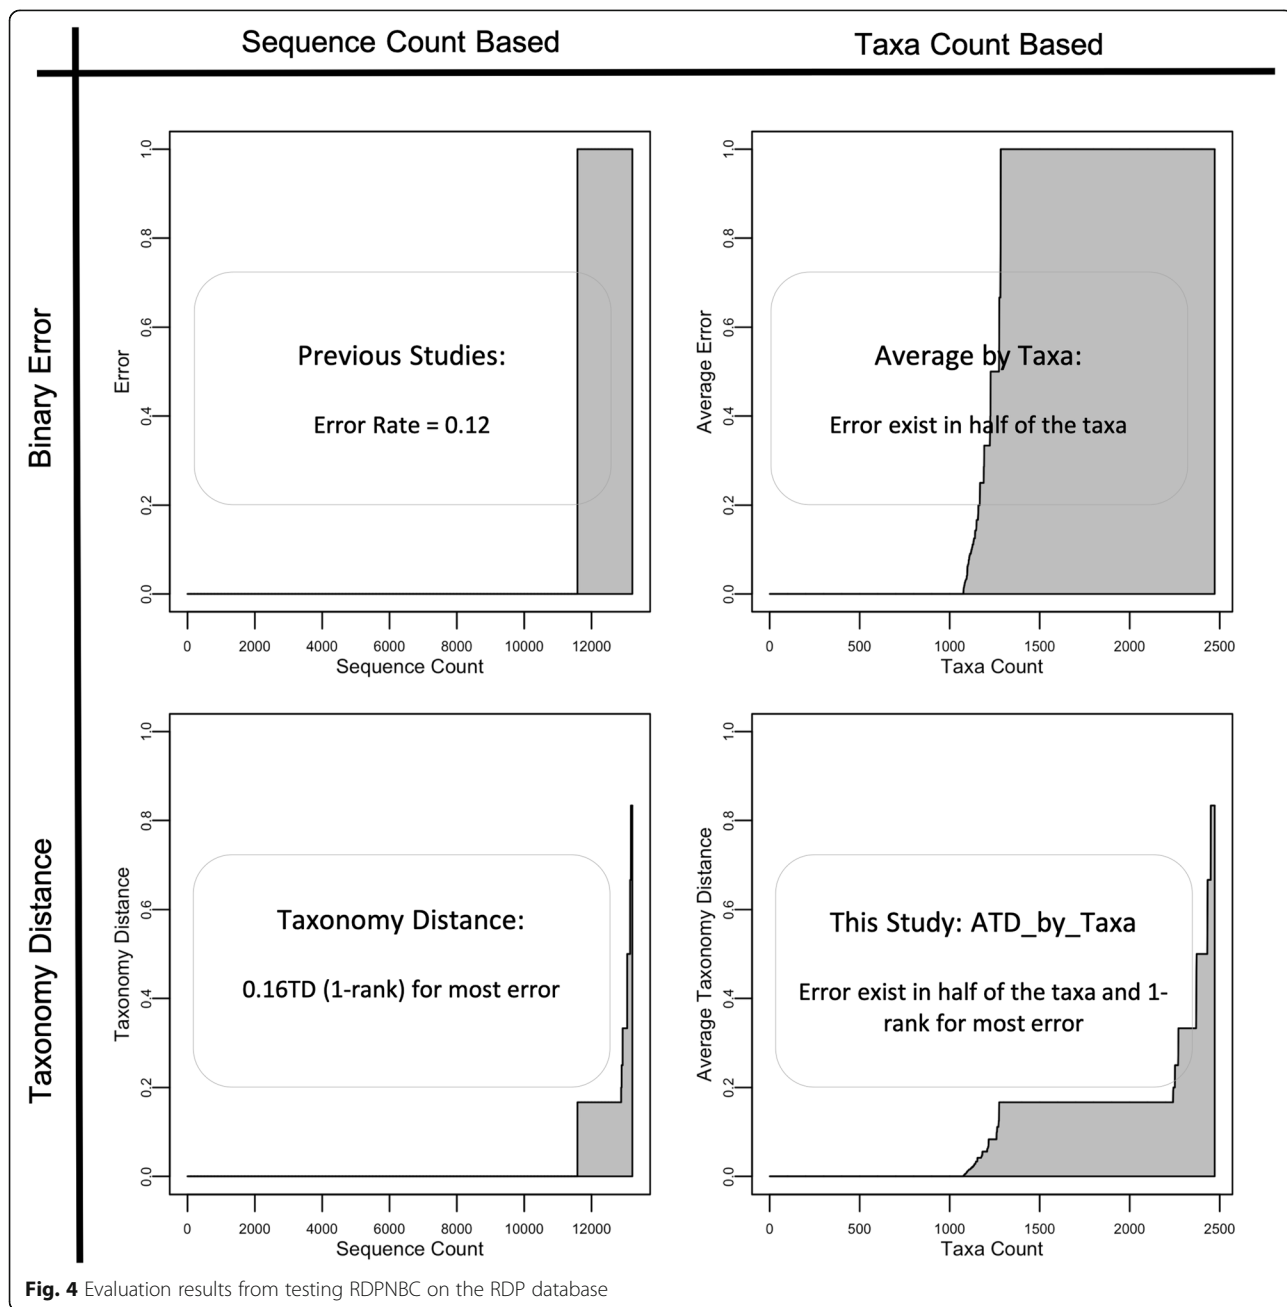 Sequence Count Based
Taxa Count Based
Binary Error
Error
1.0
0.8
0.6
0.4
0.2
0.0
Previous Studies:
Error Rate = 0.12
0 2000 4000 6000 8000 10000 12000
Sequence Count
Average Error
1.0
0.8
0.6
0.4
0.2
0.0
Average by Taxa:
Error exist in half of the taxa
0 500 1000 1500 2000 2500
Taxa Count
Taxonomy Distance
Taxonomy Distance
1.0
0.8
0.6
0.4
0.2
0.0
Taxonomy Distance:
0.16TD (1-rank) for most error
0 2000 4000 6000 8000 10000 12000
Sequence Count
Average Taxonomy Distance
1.0
0.8
0.6
0.4
0.2
0.0
This Study: ATD_by_Taxa
Error exist in half of the taxa and 1-
rank for most error
0 500 1000 1500 2000 2500
Taxa Count
Fig. 4 Evaluation results from testing RDPNBC on the RDP database